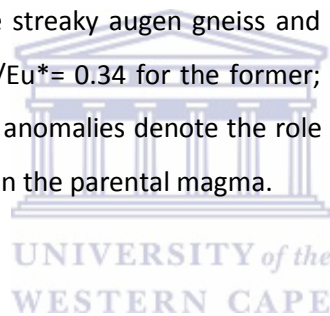 streaky augen gneiss and
/Eu*= 0.34 for the former;
anomalies denote the role
n the parental magma.
UNIVERSITY of the
WESTERN CAPE